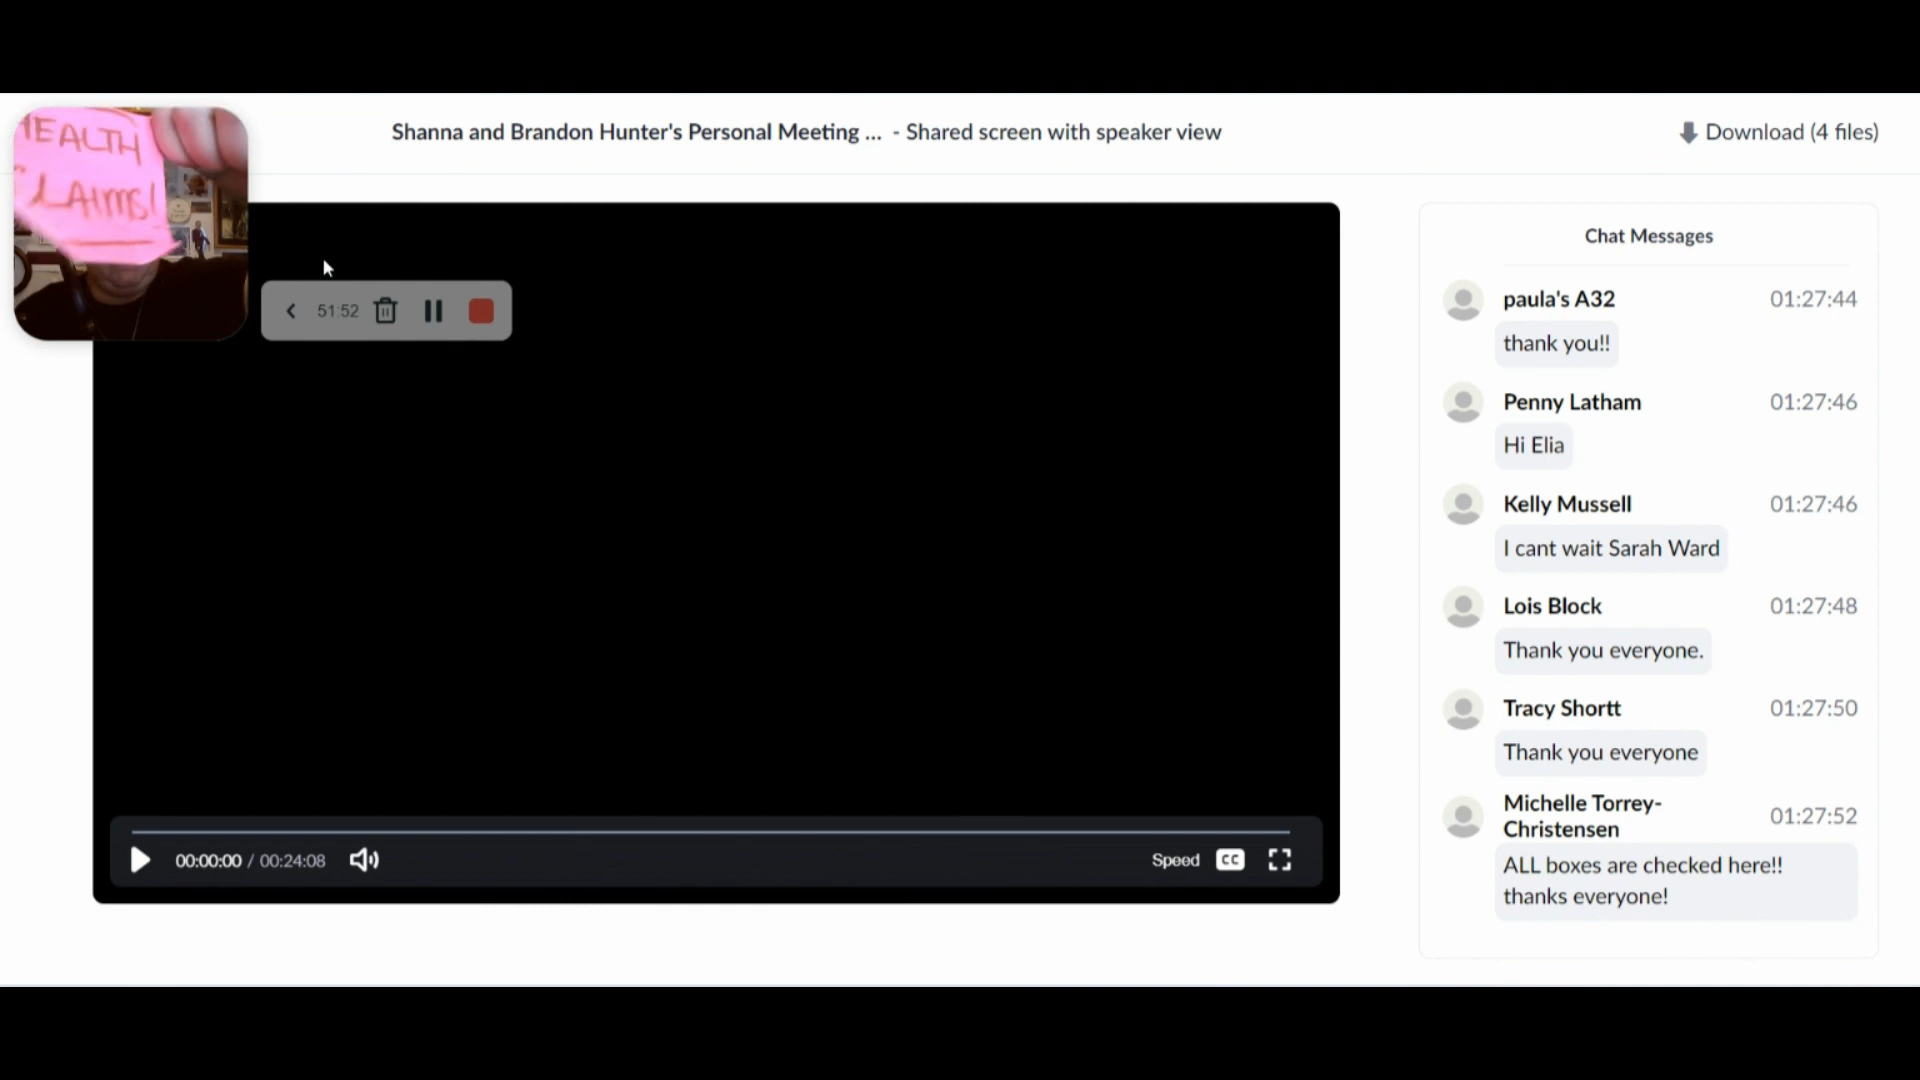 HEALTH
CLAIMS!
Shanna and Brandon Hunter's Personal Meeting ... - Shared screen with speaker view
Download (4 files)
51:52
00:00:00 / 00:24:08
Speed
CC
Chat Messages
paula's A32 01:27:44
thank you!!
Penny Latham 01:27:46
Hi Elia
Kelly Mussell 01:27:46
I cant wait Sarah Ward
Lois Block 01:27:48
Thank you everyone.
Tracy Shortt 01:27:50
Thank you everyone
Michelle Torrey-
Christensen 01:27:52
ALL boxes are checked here!!
thanks everyone!